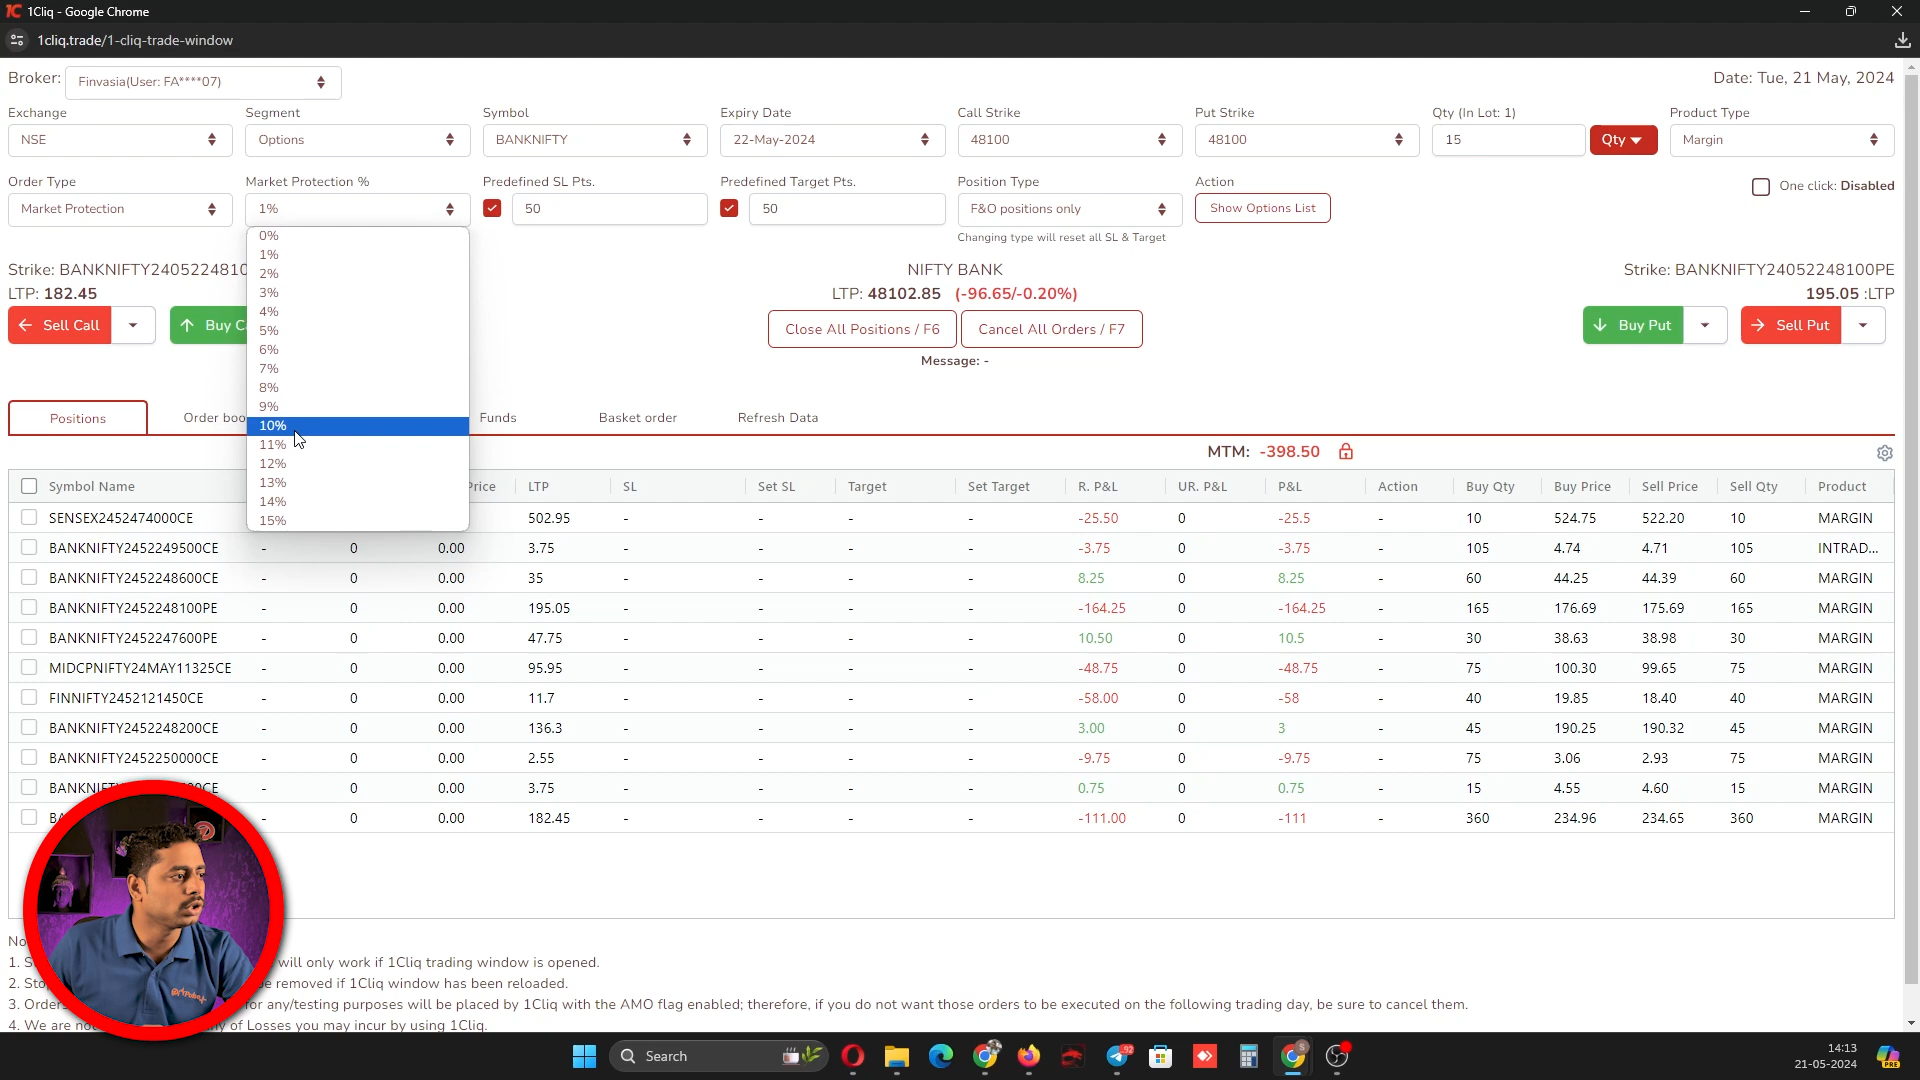 1Cliq - Google Chrome
1cliq.trade/1-cliq-trade-window
Broker: Finvasia(User: FA****07) Date: Tue, 21 May, 2024
Exchange Segment Symbol Expiry Date Call Strike Put Strike Qty (In Lot: 1) Product Type
NSE Options BANKNIFTY 22-May-2024 48100 48100 15 Qty Margin
Order Type Market Protection % Predefined SL Pts. Predefined Target Pts. Position Type Action One click: Disabled
Market Protection 1% 50 50 F&O positions only Show Options List
Changing type will reset all SL & Target
0%
1%
2%
3%
4%
5%
6%
7%
8%
9%
10%
11%
12%
13%
14%
15%
Strike: BANKNIFTY2405224810 NIFTY BANK Strike: BANKNIFTY24052248100PE
LTP: 182.45 LTP: 48102.85 (-96.65/-0.20%) 195.05 :LTP
Sell Call Buy Close All Positions / F6 Cancel All Orders / F7 Buy Put Sell Put
Message: -
Positions Order Funds Basket order Refresh Data
MTM: -398.50
Symbol Name Price LTP SL Set SL Target Set Target R. P&L UR. P&L P&L Action Buy Qty Buy Price Sell Price Sell Qty Product
SENSEX2452474000CE 502.95 - - - - -25.50 0 -25.5 - 10 524.75 522.20 10 MARGIN
BANKNIFTY2452249500CE - 0 0.00 3.75 - - - - -3.75 0 -3.75 - 105 4.74 4.71 105 INTRAD...
BANKNIFTY2452248600CE - 0 0.00 35 - - - - 8.25 0 8.25 - 60 44.25 44.39 60 MARGIN
BANKNIFTY2452248100PE - 0 0.00 195.05 - - - - -164.25 0 -164.25 - 165 176.69 175.69 165 MARGIN
BANKNIFTY2452247600PE - 0 0.00 47.75 - - - - 10.50 0 10.5 - 30 38.63 38.98 30 MARGIN
MIDCPNIFTY24MAY11325CE - 0 0.00 95.95 - - - - -48.75 0 -48.75 - 75 100.30 99.65 75 MARGIN
FINNIFTY2452121450CE - 0 0.00 11.7 - - - - -58.00 0 -58 - 40 19.85 18.40 40 MARGIN
BANKNIFTY2452248200CE - 0 0.00 136.3 - - - - 3.00 0 3 - 45 190.25 190.32 45 MARGIN
BANKNIFTY2452250000CE - 0 0.00 2.55 - - - - -9.75 0 -9.75 - 75 3.06 2.93 75 MARGIN
- 0 0.00 3.75 - - - - 0.75 0 0.75 - 15 4.55 4.60 15 MARGIN
- 0 0.00 182.45 - - - - -111.00 0 -111 - 360 234.96 234.65 360 MARGIN
1. will only work if 1Cliq trading window is opened.
2. removed if 1Cliq window has been reloaded.
3. for any/testing purposes will be placed by 1Cliq with the AMO flag enabled; therefore, if you do not want those orders to be executed on the following trading day, be sure to cancel them.
4. We are of Losses you may incur by using 1Cliq.
Search 92 14:13
21-05-2024
PRE